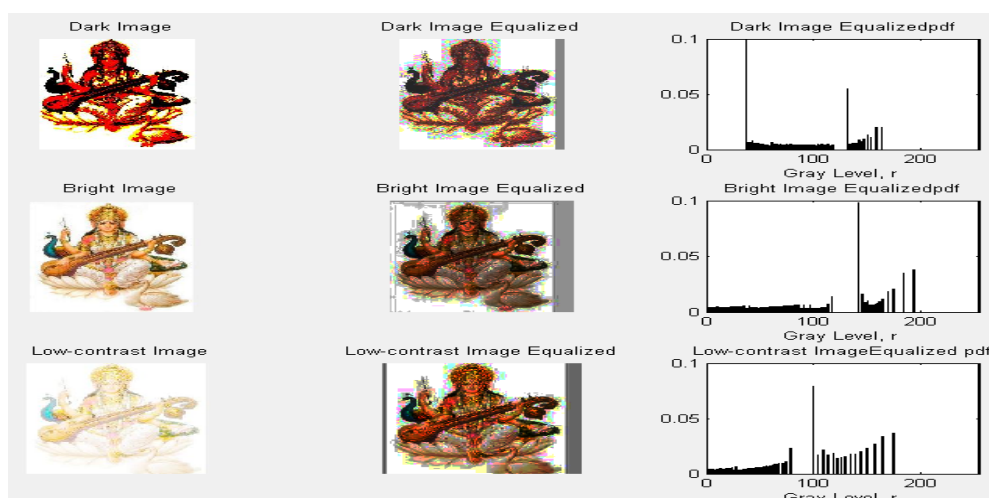 Dark Image
Dark Image Equalized
Dark Image Equalizedpdf
0.1
0.05
0
0 100 200
Gray Level, r
Bright Image
Bright Image Equalized
Bright Image Equalizedpdf
0.1
0.05
0
0 100 200
Gray Level, r
Low-contrast Image
Low-contrast Image Equalized
Low-contrast ImageEqualized pdf
0.1
0.05
0
0 100 200
Gray Level, r